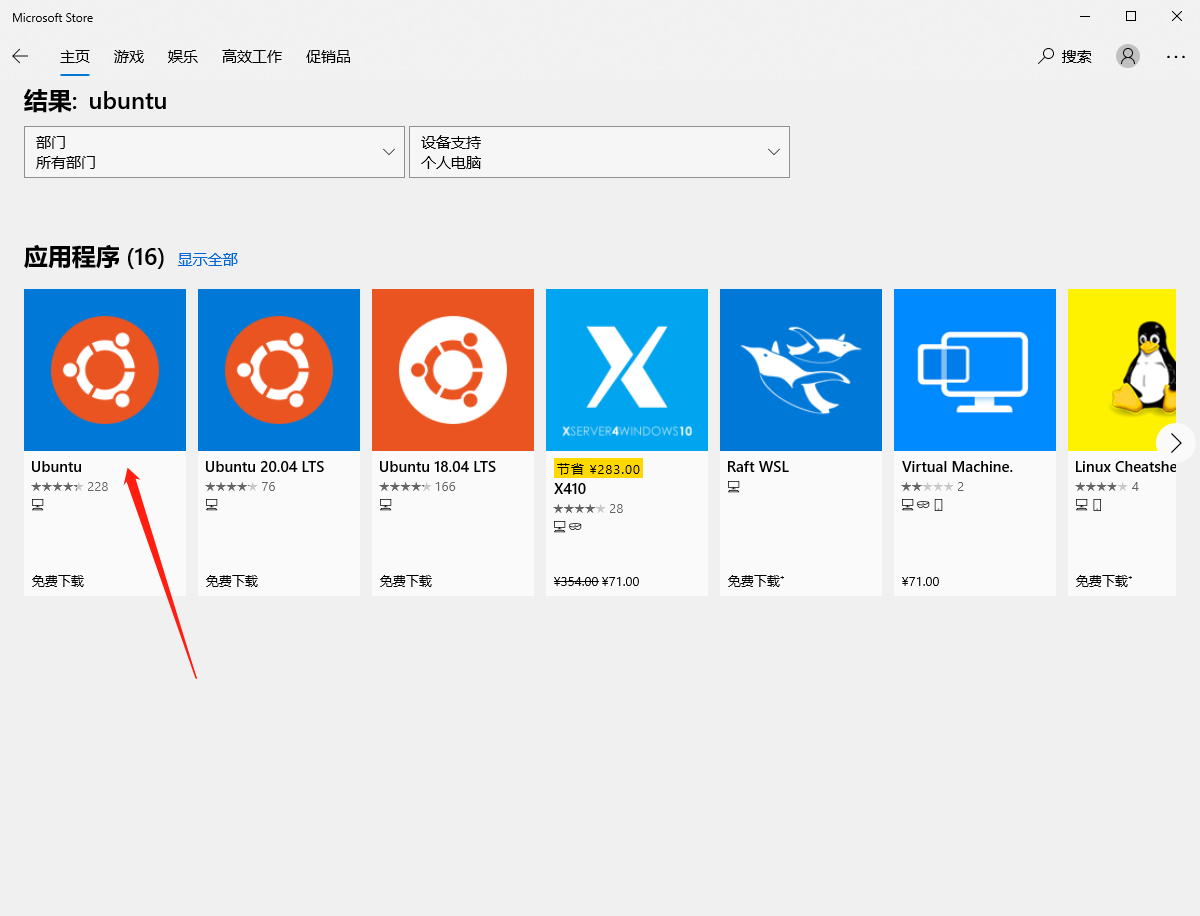 Microsoft Store
主页 游戏 娱乐 高效工作 促销品 搜索
结果: ubuntu
部门
所有部门
设备支持
个人电脑
应用程序 (16) 显示全部
Ubuntu
228
免费下载
Ubuntu 20.04 LTS
76
免费下载
Ubuntu 18.04 LTS
166
免费下载
XSERVER4WINDOWS10
节省 ¥283.00
X410
28
¥354.00 ¥71.00
Raft WSL
免费下载+
Virtual Machine.
2
¥71.00
Linux Cheatshe
4
免费下载+